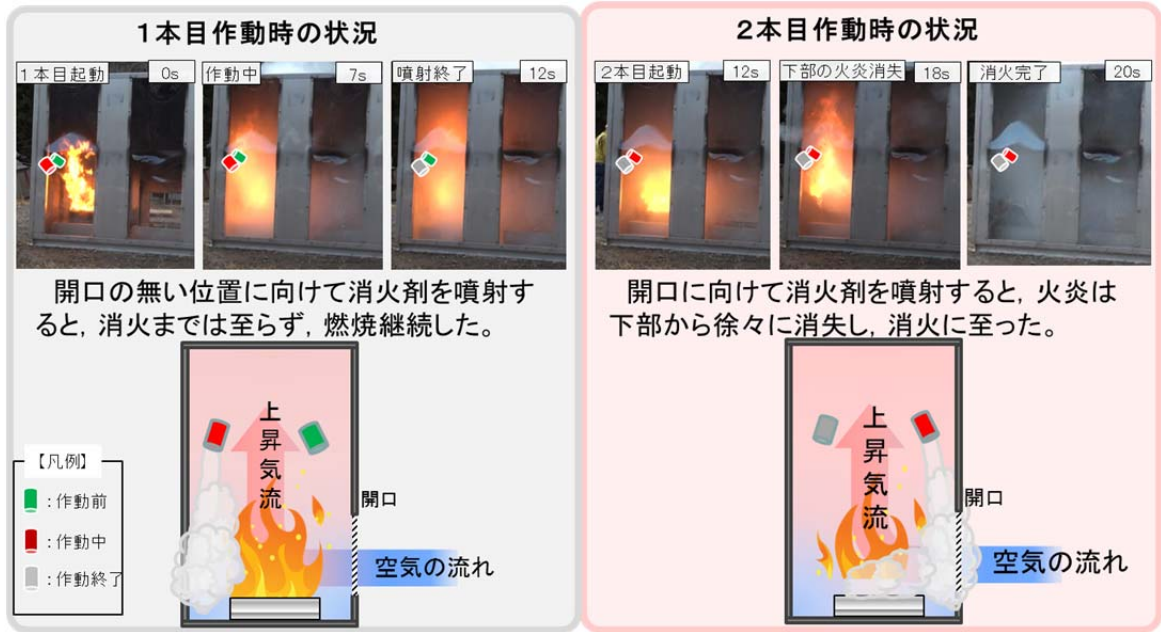 1本目作動時の状況
1本目起動 0s
作動中 7s
噴射終了 12s
開口の無い位置に向けて消火剤を噴射す
ると,消火までは至らず,燃焼継続した。
上昇気流
開口
空気の流れ
【凡例】
:作動前
:作動中
:作動終了
2本目作動時の状況
2本目起動 12s
下部の火炎消失 18s
消火完了 20s
開口に向けて消火剤を噴射すると,火炎は
下部から徐々に消失し,消火に至った。
上昇気流
開口
空気の流れ